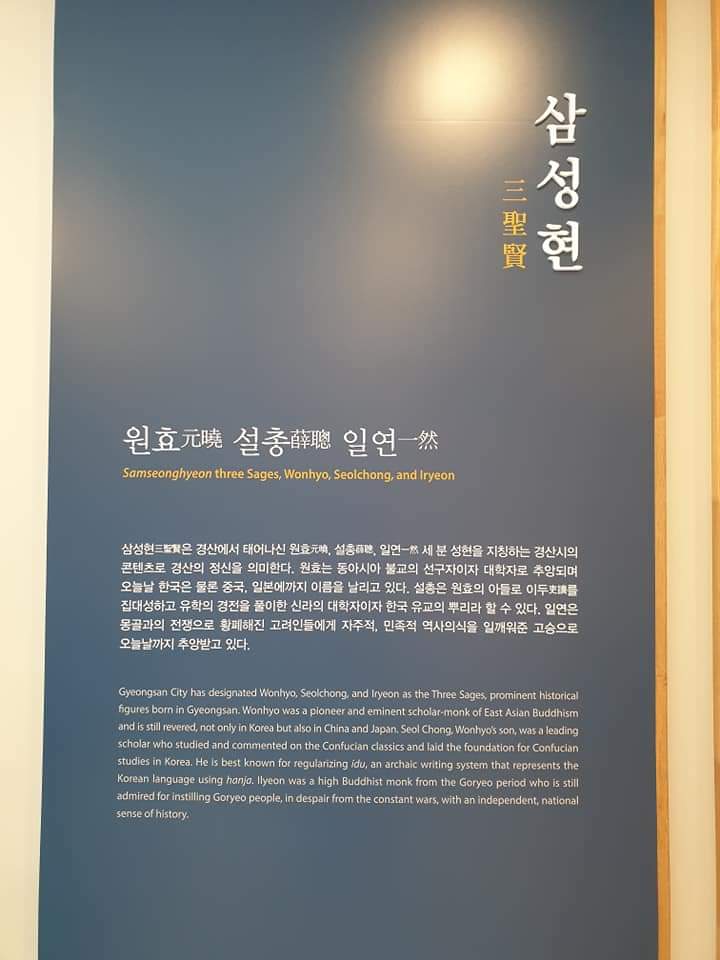 삼성현
三聖賢
원효元曉 설총薛聰 일연一然
Samseonghyeon three Sages, Wonhyo, Seolchong, and Iryeon
삼성현三聖賢은 경산에서 태어나신 원효元曉, 설총薛聰, 일연一然 세 분 성현을 지칭하는 경산시의
콘텐츠로 경산의 정신을 의미한다. 원효는 동아시아 불교의 선구자이자 대학자로 추앙되며
오늘날 한국은 물론 중국, 일본에까지 이름을 날리고 있다. 설총은 원효의 아들로 이두吏讀를
집대성하고 유학의 경전을 풀이한 신라의 대학자이자 한국 유교의 뿌리라 할 수 있다. 일연은
몽골과의 전쟁으로 황폐해진 고려인들에게 자주적, 민족적 역사의식을 일깨워준 고승으로
오늘날까지 추앙받고 있다.
Gyeongsan City has designated Wonhyo, Seolchong, and Iryeon as the Three Sages, prominent historical
figures born in Gyeongsan. Wonhyo was a pioneer and eminent scholar-monk of East Asian Buddhism
and is still revered, not only in Korea but also in China and Japan. Seol Chong, Wonhyo's son, was a leading
scholar who studied and commented on the Confucian classics and laid the foundation for Confucian
studies in Korea. He is best known for regularizing idu, an archaic writing system that represents the
Korean language using hanja. Ilyeon was a high Buddhist monk from the Goryeo period who is still
admired for instilling Goryeo people, in despair from the constant wars, with an independent, national
sense of history.